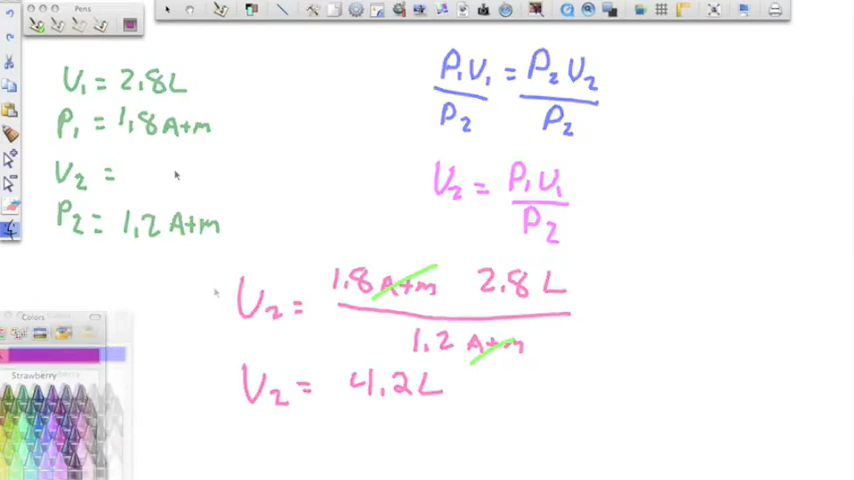 Pens
V₁ = 2.8L
P₁ = 1.8 Atm
V₂ =
P₂ = 1.2 Atm
P₁V₁ = P₂V₂
P₂ P₂
V₂ = P₁V₁
P₂
V₂ = 1.8 Atm 2.8 L
1.2 Atm
V₂ = 4.2L
Colors
Strawberry